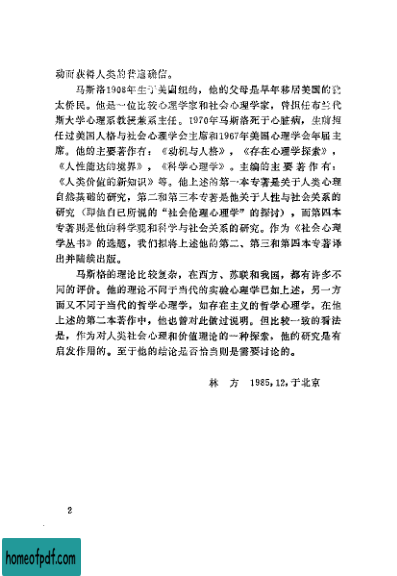 动而获得人类的普遍确信。
马斯洛1908年生于美国纽约，他的父母是早年移居美国的犹
太侨民。他是一位比较心理学家和社会心理学家，曾担任布兰代
斯大学心理系教授兼系主任。1970年马斯洛死于心脏病，生前担
任过美国人格与社会心理学会主席和1967年美国心理学会年届主
席。他的主要著作有：《动机与人格》，《存在心理学探索》，
《人性能达的境界》，《科学心理学》。主编的主要著作有：
《人类价值的新知识》等。他上述的第一本专著是关于人类心理
自然基础的研究，第二和第三本专著是他关于人性与社会关系的
研究（即他自己所说的“社会伦理心理学”的探讨），而第四本
专著则是他的科学观和科学与社会关系的研究。作为《社会心理
学丛书》的选题，我们拟将上述他的第二、第三和第四本专著译
出并陆续出版。
马斯格的理论比较复杂，在西方、苏联和我国，都有许多不
同的评价。他的理论不同于当代的实验心理学已如上述，另一方
面又不同于当代的哲学心理学，如存在主义的哲学心理学，在他
上述的第二本著作中，他也曾对此做过说明。但比较一致的看法
是，作为对人类社会心理和价值理论的一种探索，他的研究是有
启发作用的。至于他的结论是否恰当则是需要讨论的。
林 方 1985,12,于北京
2
homeofpdf.com